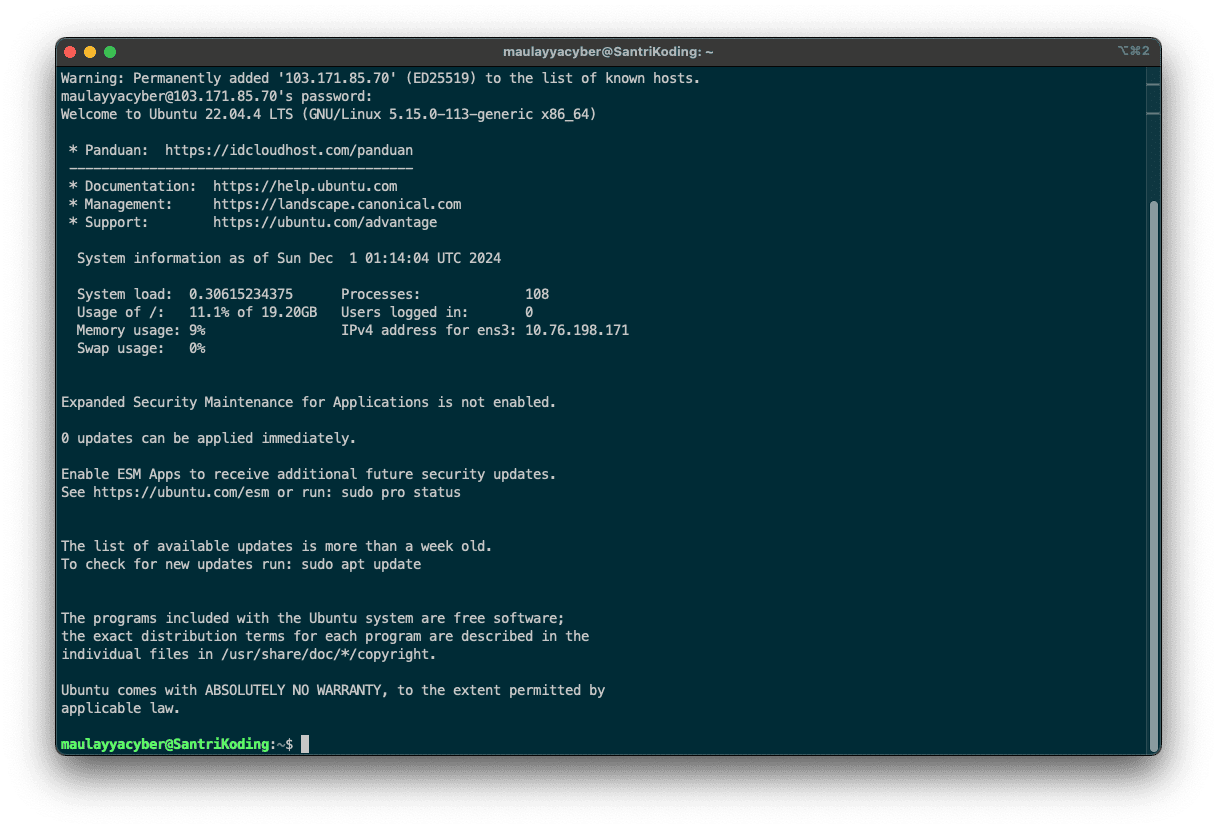 maulayyacyber@SantriKoding: ~
⌥⌘2
Warning: Permanently added '103.171.85.70' (ED25519) to the list of known hosts.
maulayyacyber@103.171.85.70's password:
Welcome to Ubuntu 22.04.4 LTS (GNU/Linux 5.15.0-113-generic x86_64)
* Panduan:  https://idcloudhost.com/panduan
-------------------------------------------
* Documentation:  https://help.ubuntu.com
* Management:     https://landscape.canonical.com
* Support:        https://ubuntu.com/advantage
System information as of Sun Dec  1 01:14:04 UTC 2024
System load:  0.30615234375      Processes:             108
Usage of /:   11.1% of 19.20GB   Users logged in:       0
Memory usage: 9%                 IPv4 address for ens3: 10.76.198.171
Swap usage:   0%
Expanded Security Maintenance for Applications is not enabled.
0 updates can be applied immediately.
Enable ESM Apps to receive additional future security updates.
See https://ubuntu.com/esm or run: sudo pro status
The list of available updates is more than a week old.
To check for new updates run: sudo apt update
The programs included with the Ubuntu system are free software;
the exact distribution terms for each program are described in the
individual files in /usr/share/doc/*/copyright.
Ubuntu comes with ABSOLUTELY NO WARRANTY, to the extent permitted by
applicable law.
maulayyacyber@SantriKoding:~$